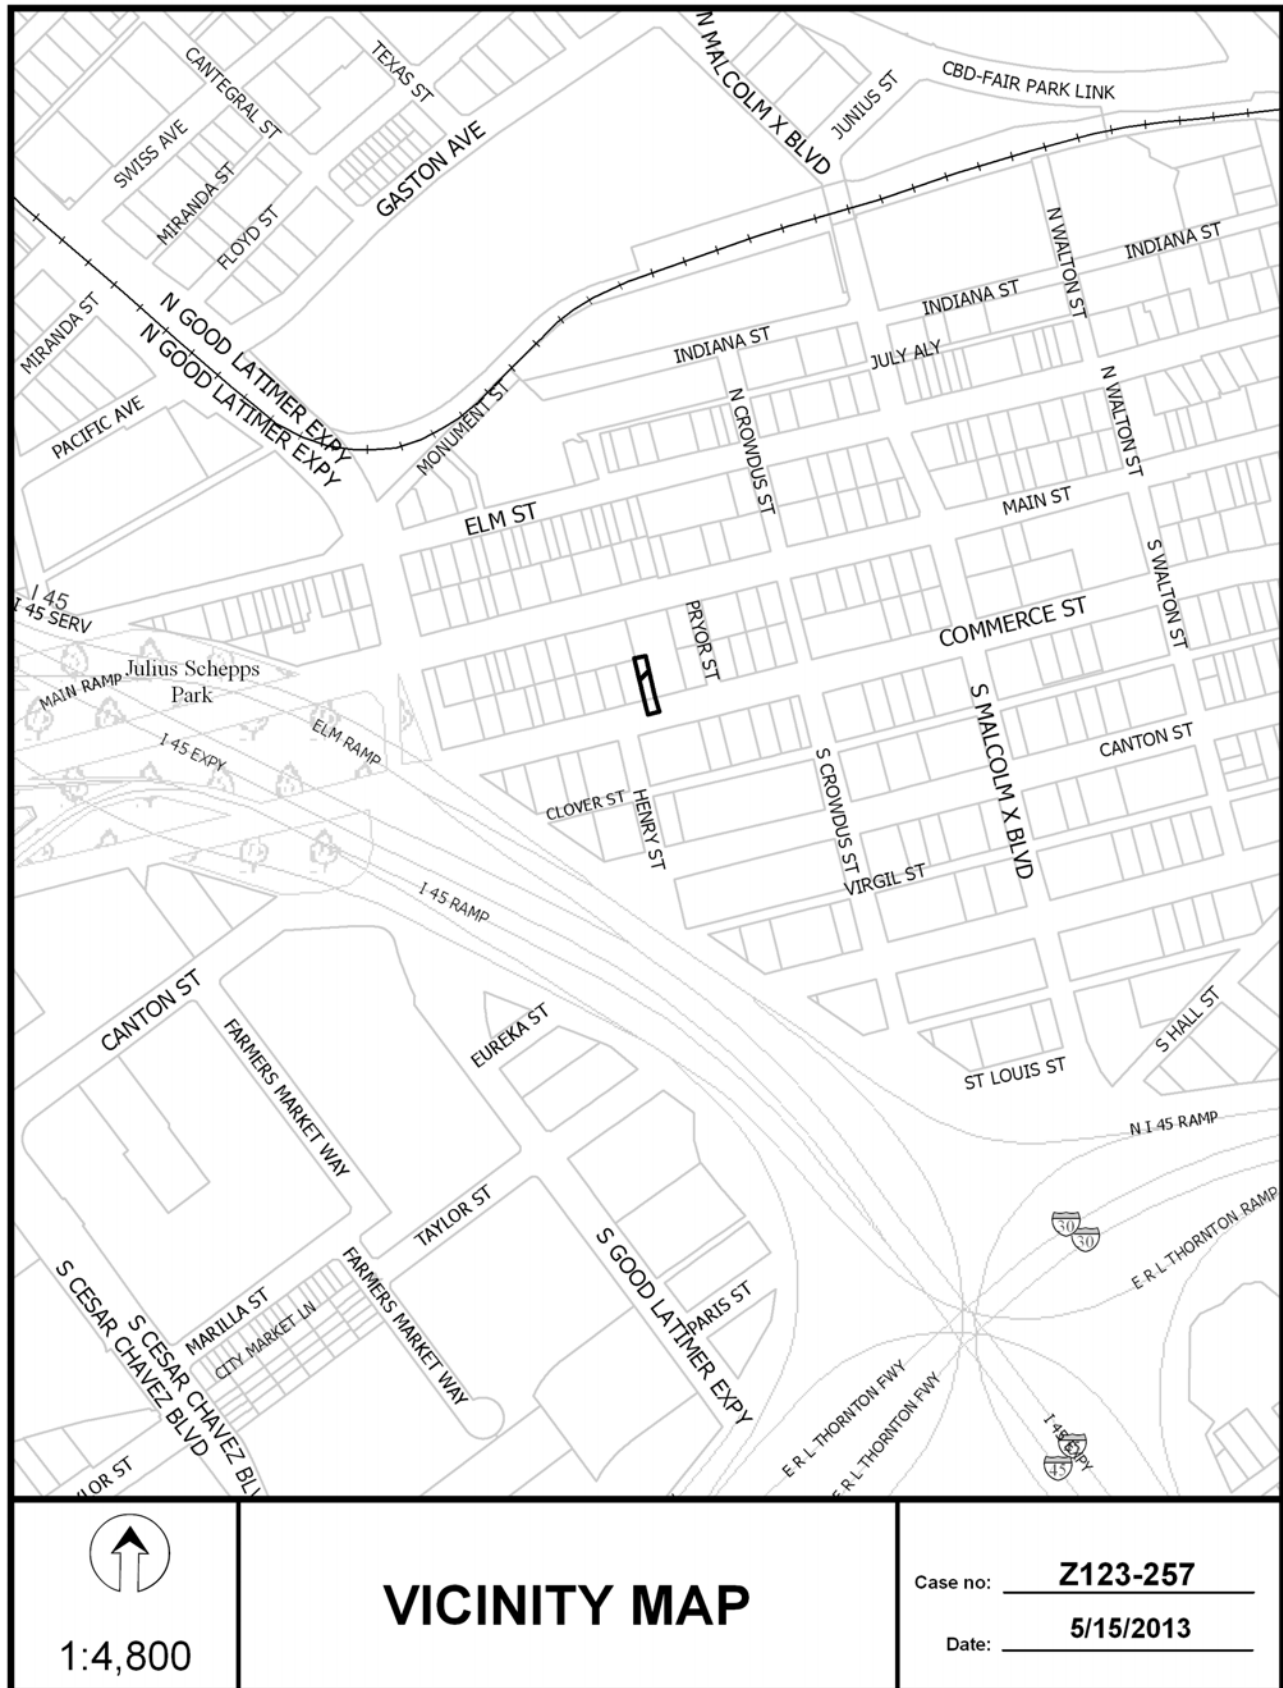 N MALCOLM X BLVD
CANTEGRAL ST
TEXAS ST
CBD-FAIR PARK LINK
JUNIUS ST
SWISS AVE
GASTON AVE
MIRANDA ST
FLOYD ST
N WALTON ST
INDIANA ST
INDIANA ST
MIRANDA ST
N GOOD LATIMER EXPY
N GOOD LATIMER EXPY
INDIANA ST
JULY ALY
PACIFIC AVE
MONUMENT ST
N CROWDUS ST
N WALTON ST
ELM ST
MAIN ST
I 45
I 45 SERV
S WALTON ST
PRYOR ST
COMMERCE ST
Julius Schepps
Park
MAIN RAMP
ELM RAMP
I 45 EXPY
S MALCOLM X BLVD
CANTON ST
CLOVER ST
HENRY ST
S CROWDUS ST
VIRGIL ST
I 45 RAMP
CANTON ST
FARMERS MARKET WAY
EUREKA ST
S HALL ST
ST LOUIS ST
N I 45 RAMP
TAYLOR ST
30
30
E R L THORNTON RAMP
S GOOD LATIMER EXPY
FARMERS MARKET WAY
S CESAR CHAVEZ BLVD
S CESAR CHAVEZ BLV
MARILLA ST
CITY MARKET LN
PARIS ST
E R L THORNTON FWY
E R L THORNTON FWY
I 45 EXPY
45
45
LOR ST
1:4,800
VICINITY MAP
Case no: Z123-257
Date: 5/15/2013